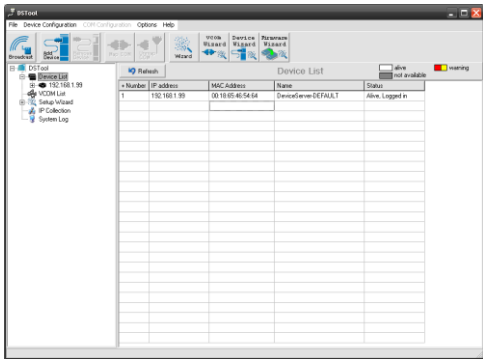 DSTool
File Device Configuration COM Configuration Options Help
Broadcast Add Device Wizard VCOM Wizard Device Wizard Firmware Wizard
DSTool
Device List
192.168.1.99
VCOM List
Setup Wizard
IP Collection
System Log
Refresh Device List alive warning
not available
+ Number IP address MAC Address Name Status
1 192.168.1.99 00:18:65:46:54:64 DeviceServer-DEFAULT Alive, Logged in